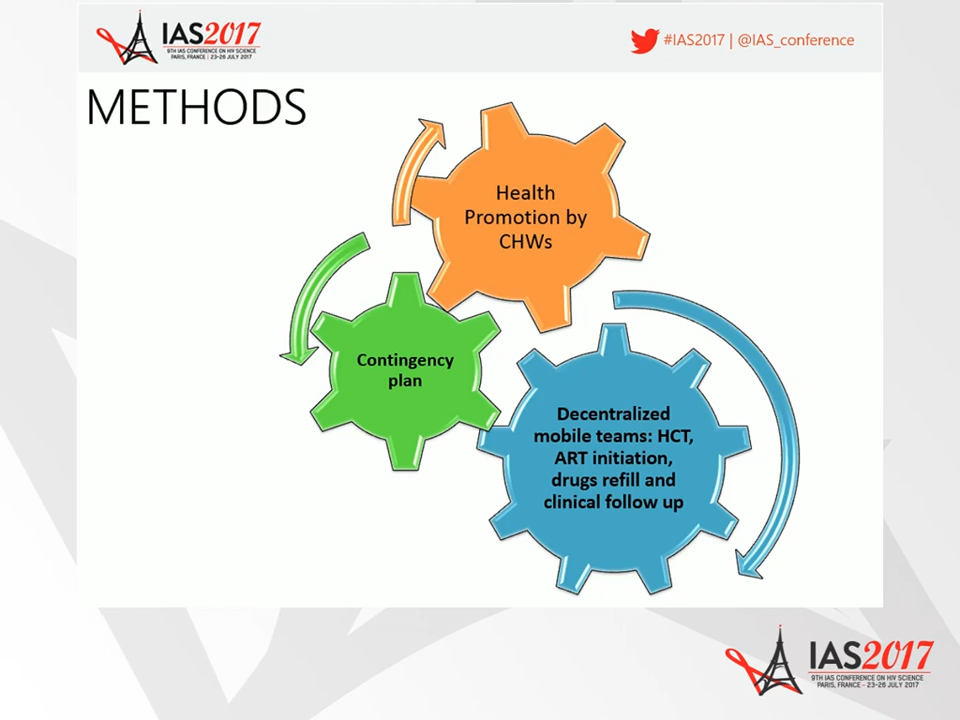 IAS2017
9TH IAS CONFERENCE ON HIV SCIENCE
PARIS, FRANCE | 23-26 JULY 2017
#IAS2017 | @IAS_conference
METHODS
Health
Promotion by
CHWs
Contingency
plan
Decentralized
mobile teams: HCT,
ART initiation,
drugs refill and
clinical follow up
IAS2017
9TH IAS CONFERENCE ON HIV SCIENCE
PARIS, FRANCE - 23-26 JULY 2017